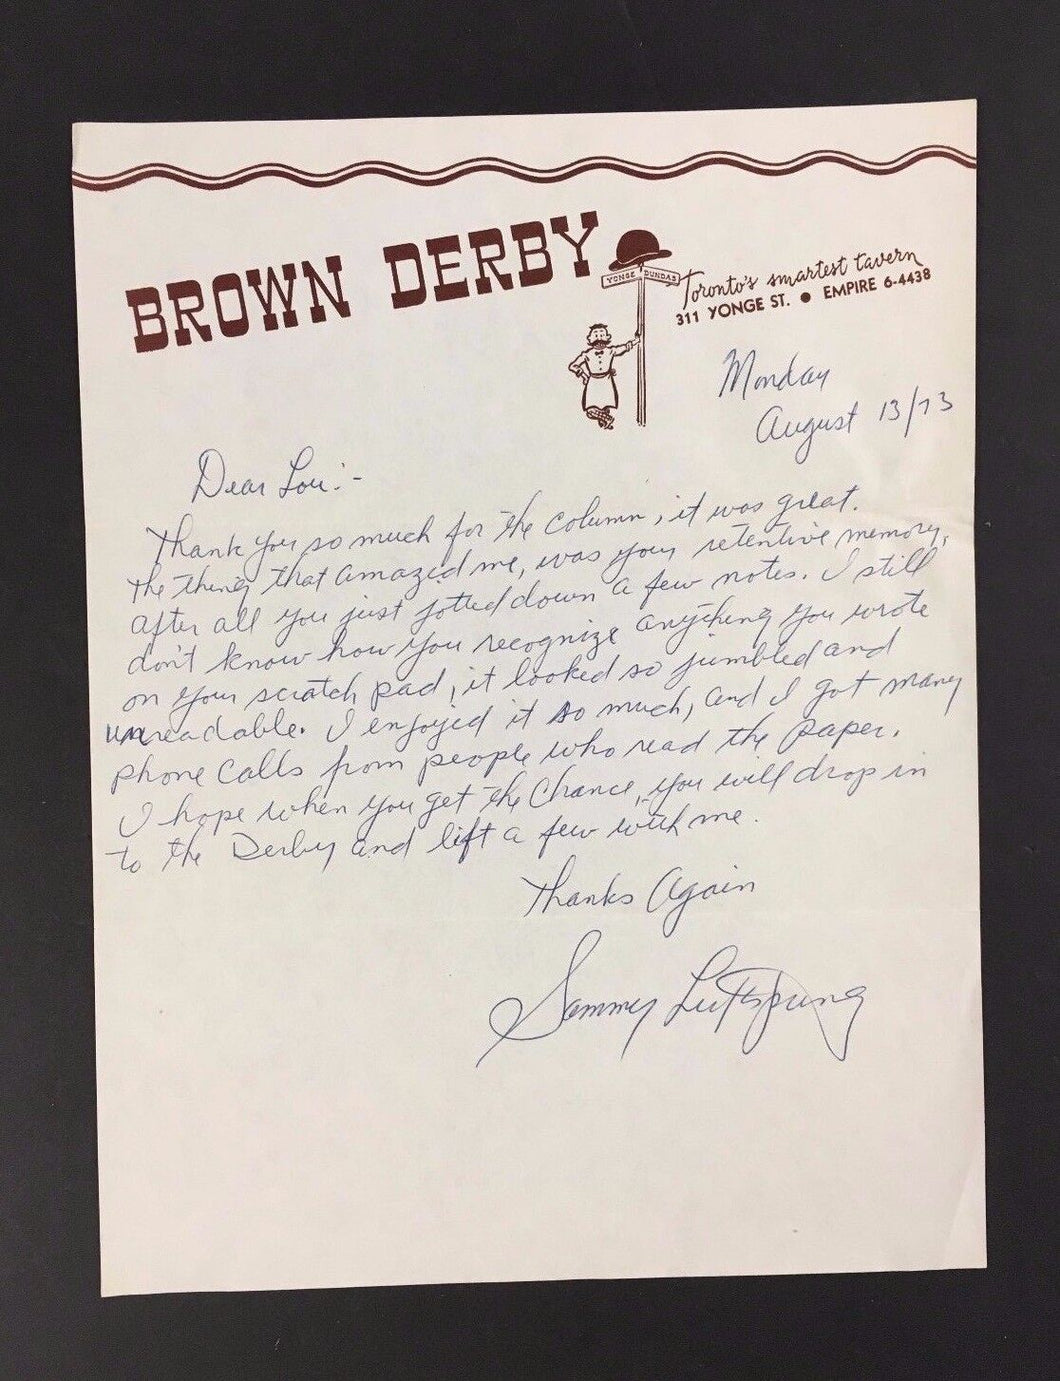 BROWN DERBY
YONGE DUNDAS
Toronto's smartest tavern
311 YONGE ST. • EMPIRE 6-4438
Monday
August 13/73
Dear Lou:-
Thank you so much for the column, it was great.
The thing that amazed me, was your retentive memory,
after all you just jotted down a few notes. I still
don't know how you recognize anything you wrote
on your scratch pad, it looked so jumbled and
unreadable. I enjoyed it so much, and I got many
phone calls from people who read the paper.
I hope when you get the chance, you will drop in
to the Derby and lift a few with me.
Thanks Again
Sammy Luftspring